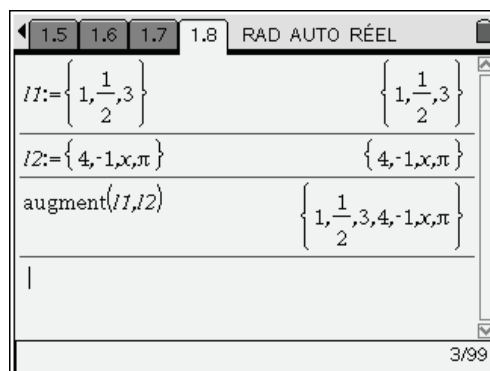 1.5 1.6 1.7 1.8 RAD AUTO RÉEL
l1:={1,1/2,3} {1,1/2,3}
l2:={4,-1,x,π} {4,-1,x,π}
augment(l1,l2) {1,1/2,3,4,-1,x,π}
3/99